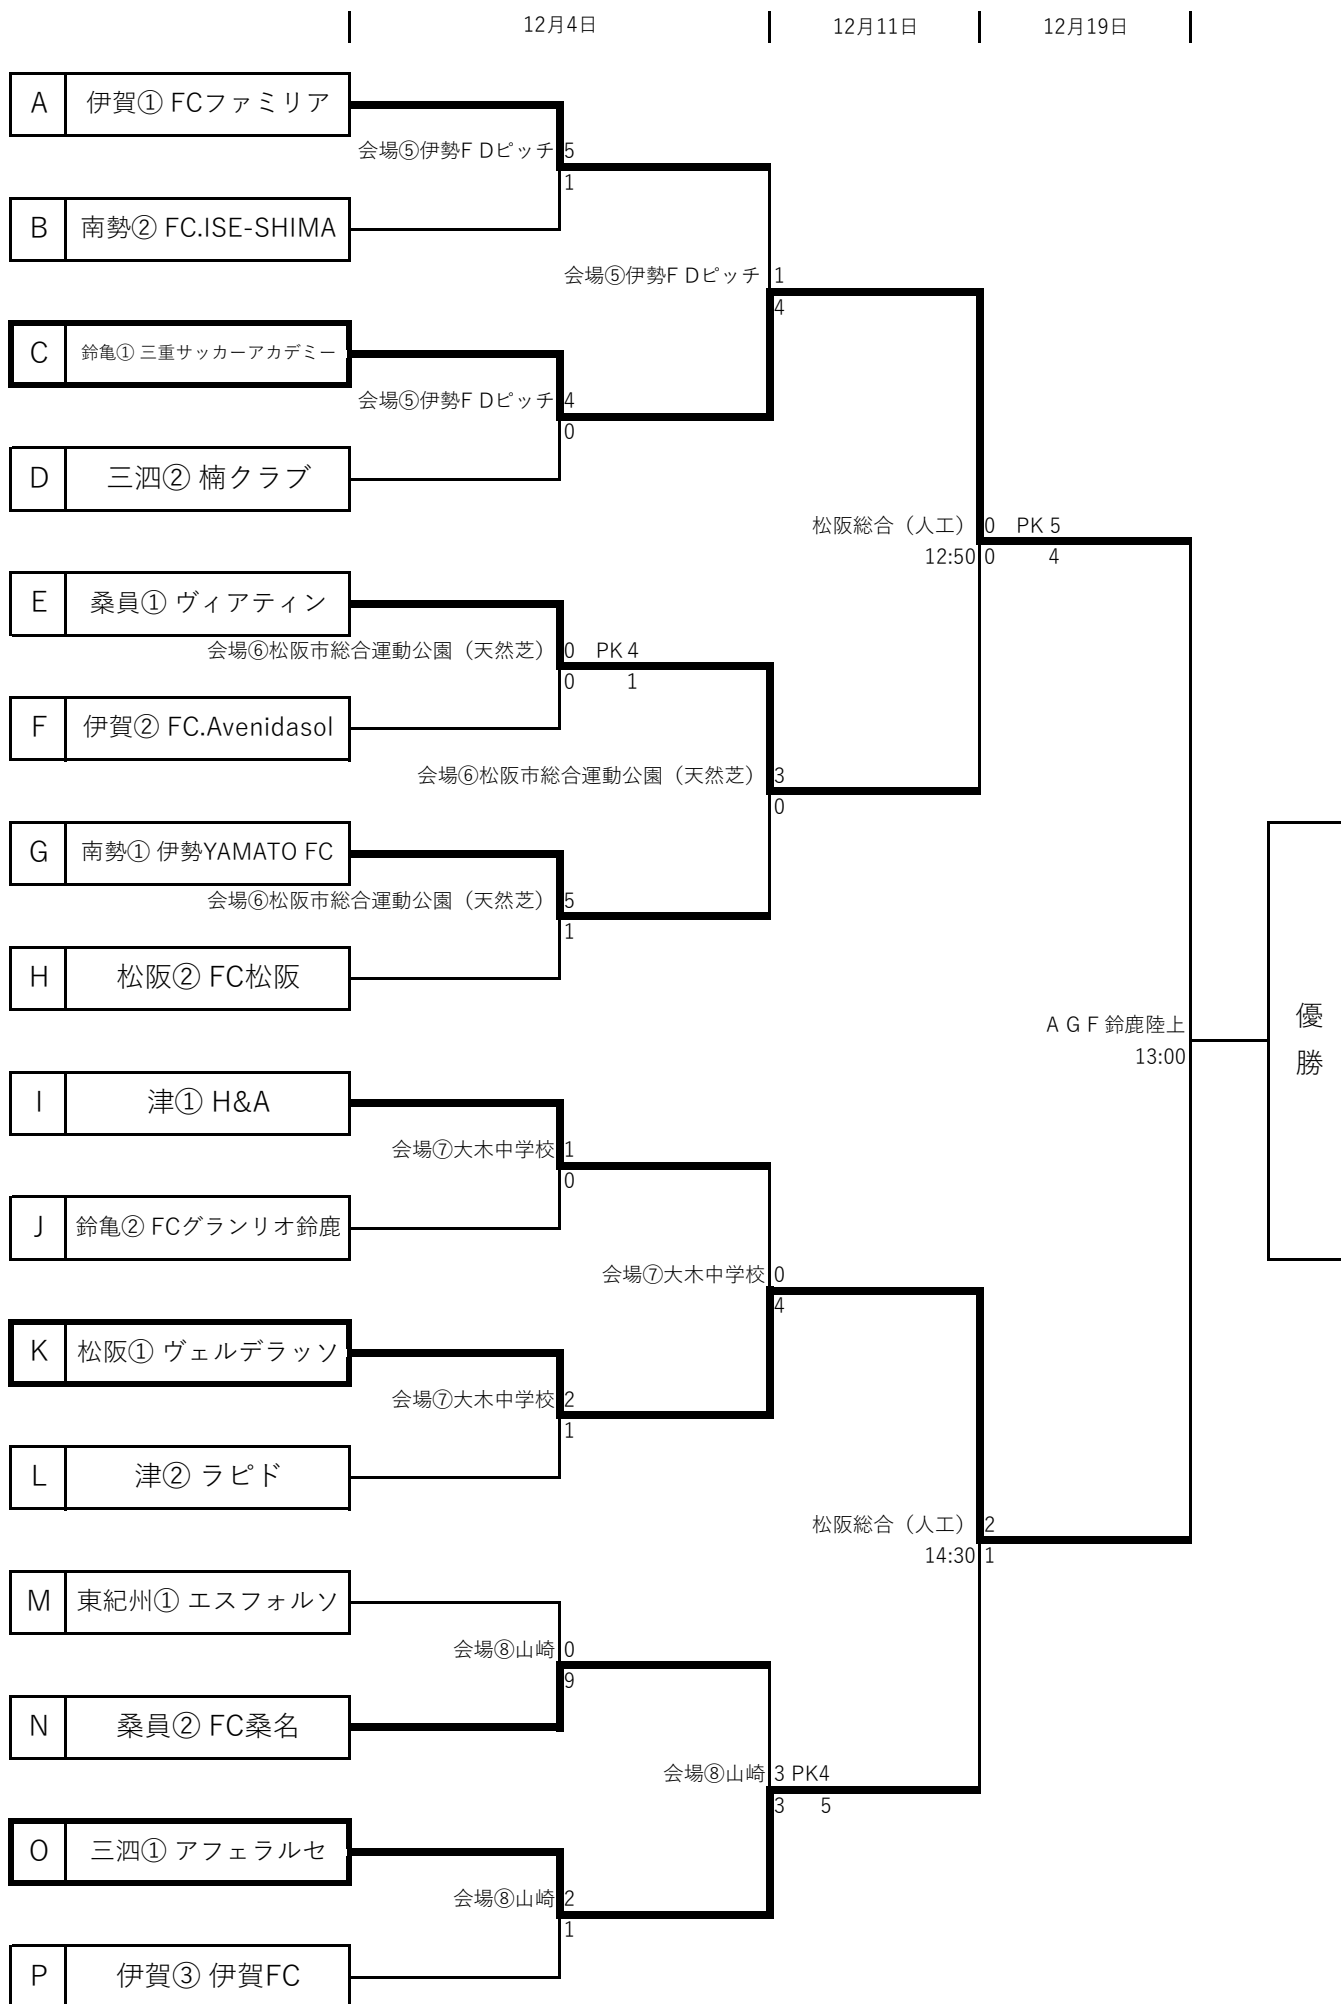 12月4日 12月11日 12月19日
A 伊賀① FCファミリア
会場⑤伊勢F Dピッチ 5
1
B 南勢② FC.ISE-SHIMA
会場⑤伊勢F Dピッチ 1
4
C 鈴亀① 三重サッカーアカデミー
会場⑤伊勢F Dピッチ 4
0
D 三泗② 楠クラブ
松阪総合（人工） 0 PK 5
12:50 0 4
E 桑員① ヴィアティン
会場⑥松阪市総合運動公園（天然芝） 0 PK 4
0 1
F 伊賀② FC.Avenidasol
会場⑥松阪市総合運動公園（天然芝） 3
0
G 南勢① 伊勢YAMATO FC
会場⑥松阪市総合運動公園（天然芝） 5
1
H 松阪② FC松阪
ＡＧＦ鈴鹿陸上
13:00
優
勝
I 津① H&A
会場⑦大木中学校 1
0
J 鈴亀② FCグランリオ鈴鹿
会場⑦大木中学校 0
4
K 松阪① ヴェルデラッソ
会場⑦大木中学校 2
1
L 津② ラピド
松阪総合（人工） 2
14:30 1
M 東紀州① エスフォルソ
会場⑧山崎 0
9
N 桑員② FC桑名
会場⑧山崎 3 PK4
3 5
O 三泗① アフェラルセ
会場⑧山崎 2
1
P 伊賀③ 伊賀FC